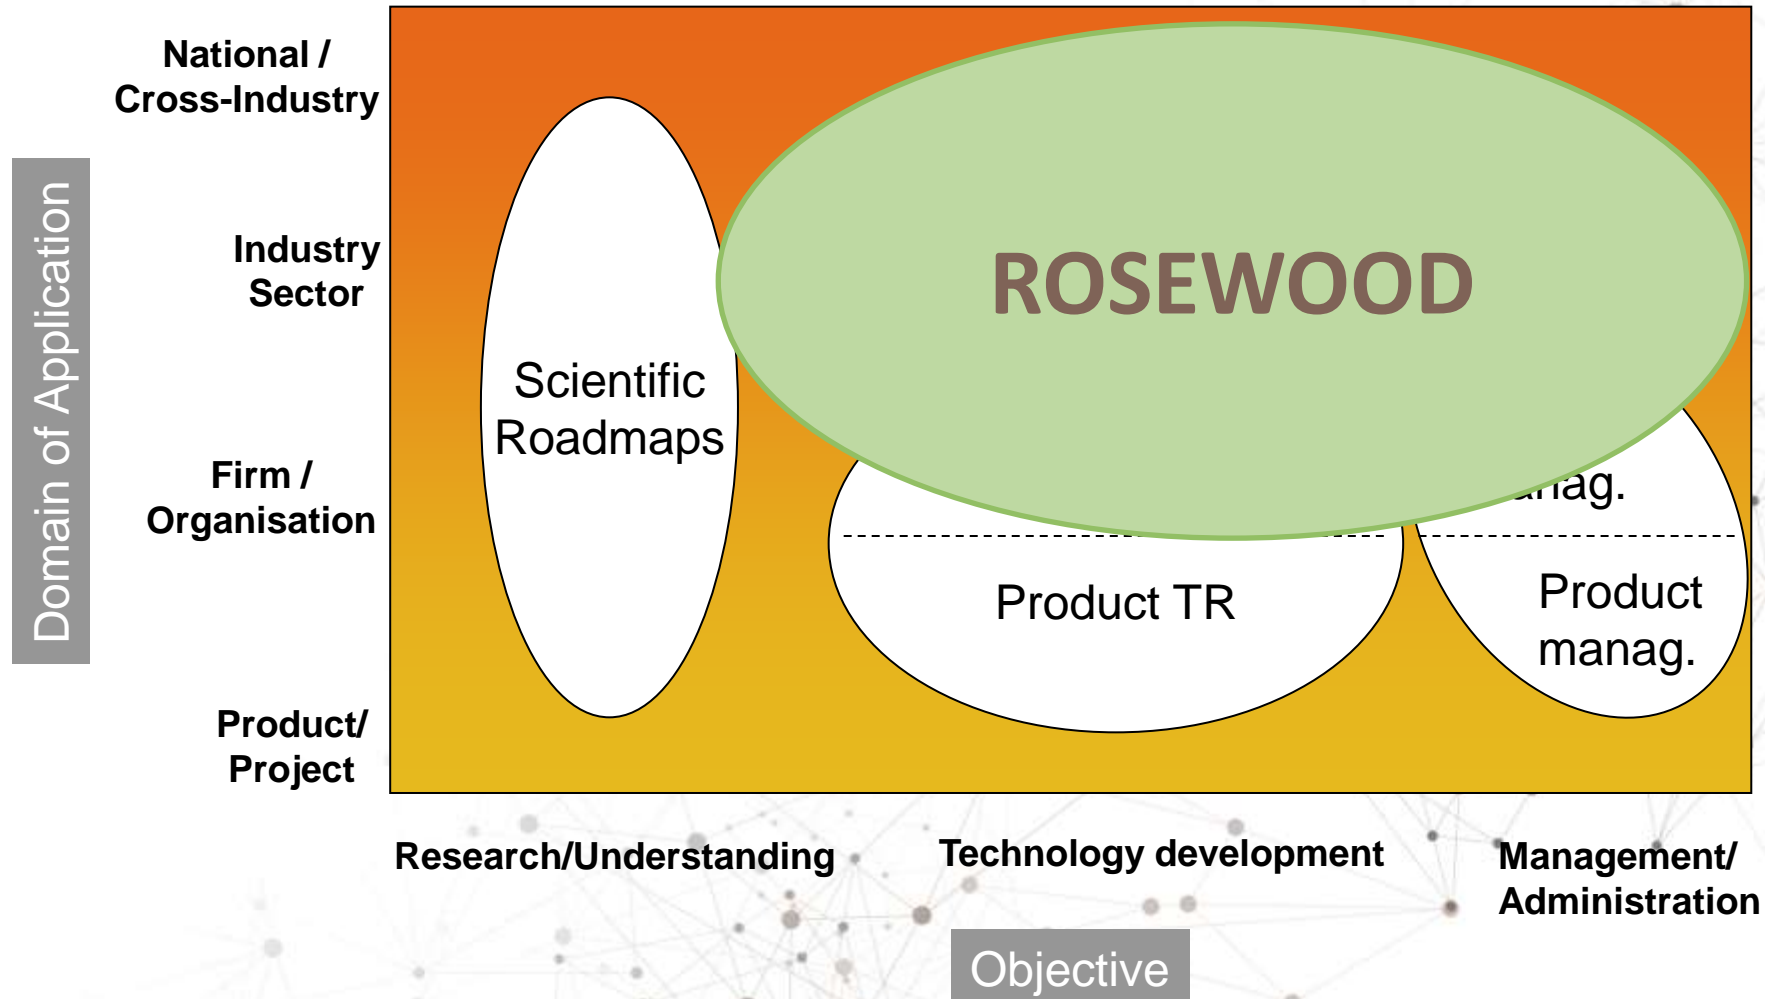 National /
Cross-Industry
Domain of Application
Industry
Sector
ROSEWOOD
Scientific
Roadmaps
Firm /
Organisation
Product TR
Product
manag.
Product/
Project
Research/Understanding
Technology development
Management/
Administration
Objective